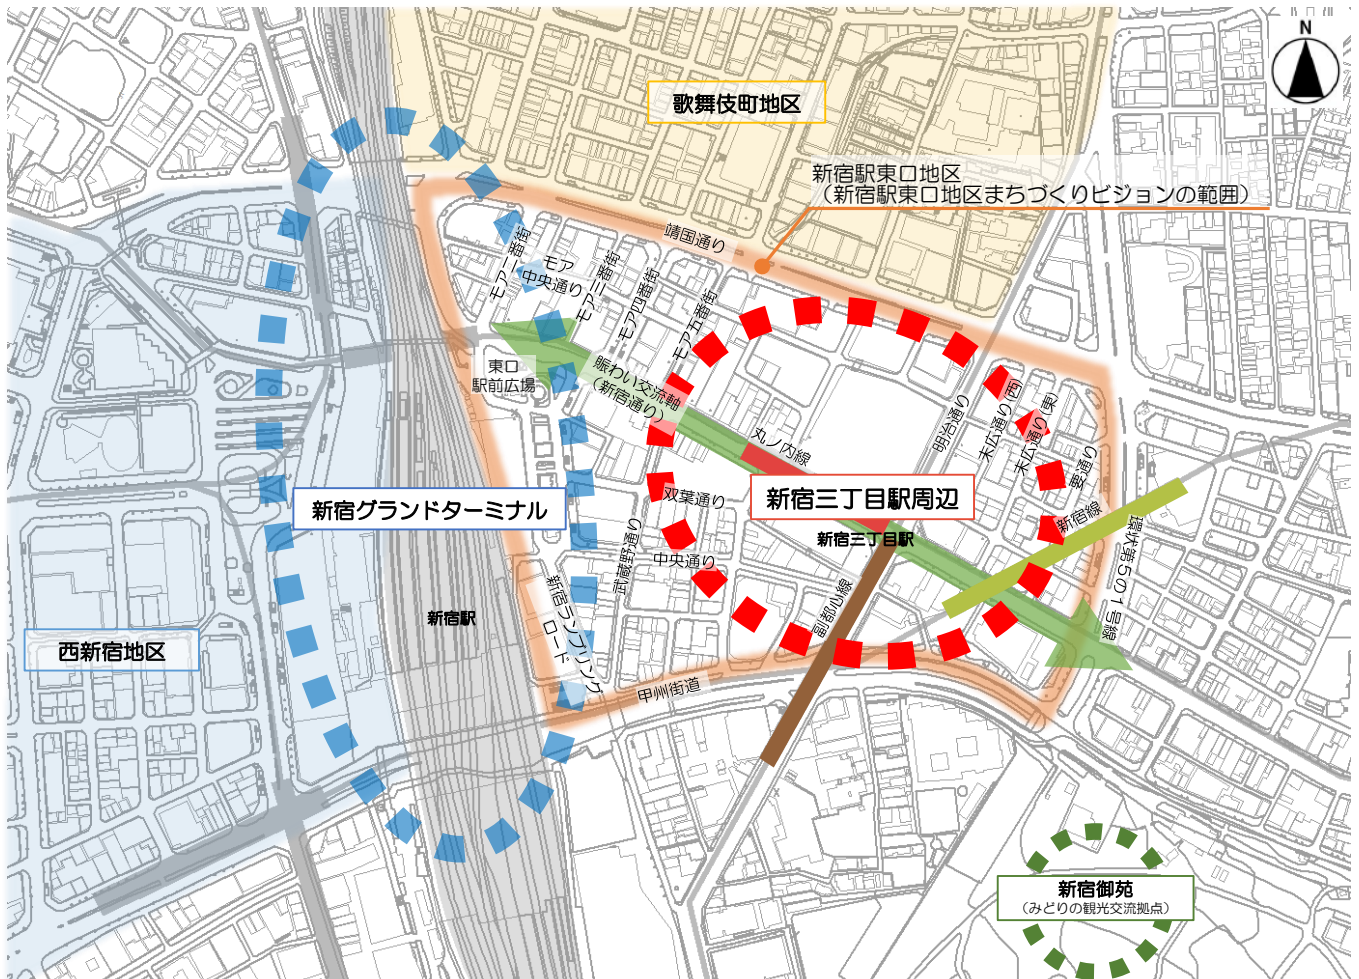 N
歌舞伎町地区
新宿駅東口地区
（新宿駅東口地区まちづくりビジョンの範囲）
靖国通り
モア二番街
モア
中央通り
モア三番街
モア四番街
モア五番街
東口
駅前広場
賑わい交流軸
（新宿通り）
丸ノ内線
明治通り
末広通り(西)
末広通り(東)
要通り
新宿グランドターミナル
双葉通り
新宿三丁目駅周辺
新宿三丁目駅
新宿線
環状第5の1号線
武蔵野通り
中央通り
副都心線
新宿駅
新宿ランブリング
ロード
西新宿地区
甲州街道
新宿御苑
（みどりの観光交流拠点）